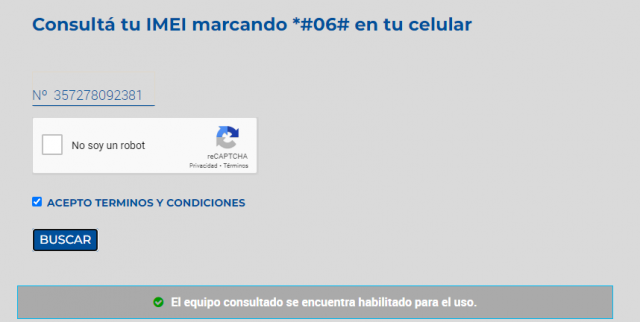 Consultá tu IMEI marcando *#06# en tu celular
Nº 357278092381
No soy un robot
reCAPTCHA
Privacidad • Términos
ACEPTO TERMINOS Y CONDICIONES
BUSCAR
El equipo consultado se encuentra habilitado para el uso.